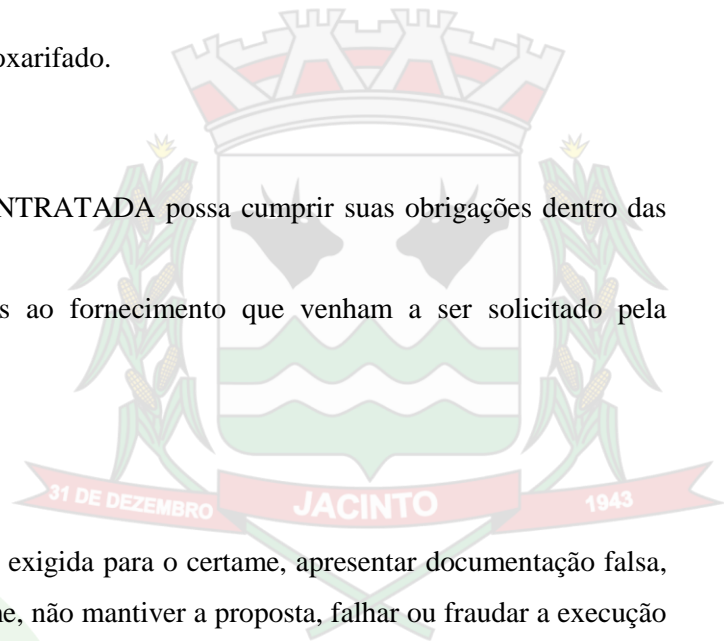 oxarifado.
NTRATADA possa cumprir suas obrigações dentro das
s ao fornecimento que venham a ser solicitado pela
31 DE DEZEMBRO JACINTO 1943
exigida para o certame, apresentar documentação falsa,
ne, não mantiver a proposta, falhar ou fraudar a execução